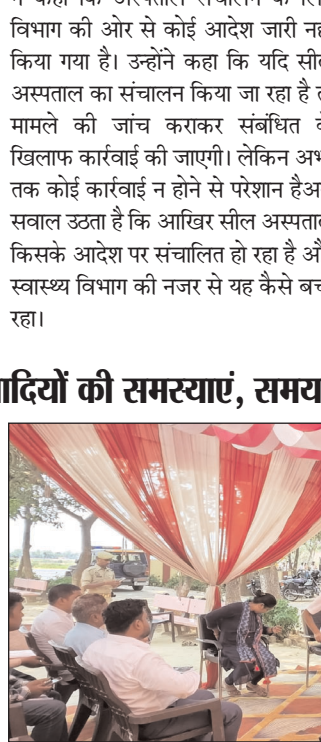 ने कहा कि अस्पताल संचालन के लि
विभाग की ओर से कोई आदेश जारी नह
किया गया है। उन्होंने कहा कि यदि सील
अस्पताल का संचालन किया जा रहा है त
मामले की जांच कराकर संबंधित के
खिलाफ कार्रवाई की जाएगी। लेकिन अभ
तक कोई कार्रवाई न होने से परेशान हैअ
सवाल उठता है कि आखिर सील अस्पताल
किसके आदेश पर संचालित हो रहा है औ
स्वास्थ्य विभाग की नजर से यह कैसे बच
रहा।
ादियों की समस्याएं, समय